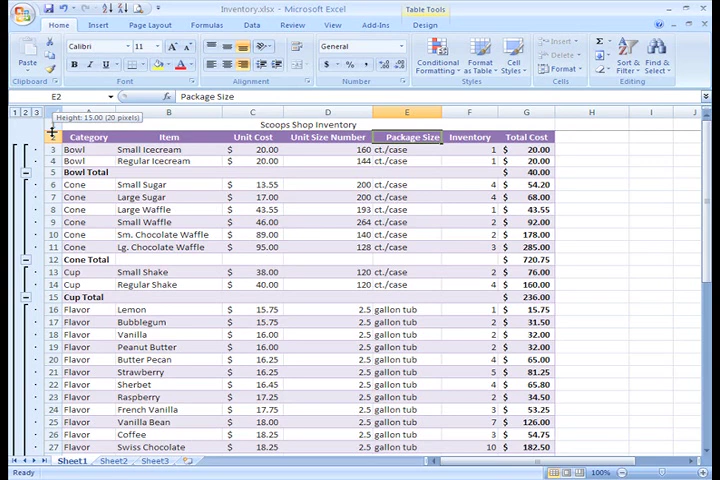 Inventory.xlsx - Microsoft Excel
Table Tools
Home Insert Page Layout Formulas Data Review View Add-Ins Design
Calibri 11 General Insert
Paste Conditional Formatting Format as Table Cell Styles Delete Sort & Filter Find & Select
Format
Clipboard Font Alignment Number Styles Cells Editing
E2 Package Size
1 2 3 A B C D E F G H I J
Height: 15.00 (20 pixels)
1 Scoops Shop Inventory
2 Category Item Unit Cost Unit Size Number Package Size Inventory Total Cost
3 Bowl Small Icecream $ 20.00 160 ct./case 1 $ 20.00
4 Bowl Regular Icecream $ 20.00 144 ct./case 1 $ 20.00
5 Bowl Total $ 40.00
6 Cone Small Sugar $ 13.55 200 ct./case 4 $ 54.20
7 Cone Large Sugar $ 17.00 200 ct./case 4 $ 68.00
8 Cone Large Waffle $ 43.55 193 ct./case 1 $ 43.55
9 Cone Small Waffle $ 46.00 264 ct./case 2 $ 92.00
10 Cone Sm. Chocolate Waffle $ 89.00 140 ct./case 2 $ 178.00
11 Cone Lg. Chocolate Waffle $ 95.00 128 ct./case 3 $ 285.00
12 Cone Total $ 720.75
13 Cup Small Shake $ 38.00 120 ct./case 2 $ 76.00
14 Cup Regular Shake $ 40.00 120 ct./case 4 $ 160.00
15 Cup Total $ 236.00
16 Flavor Lemon $ 15.75 2.5 gallon tub 1 $ 15.75
17 Flavor Bubblegum $ 15.75 2.5 gallon tub 2 $ 31.50
18 Flavor Vanilla $ 16.00 2.5 gallon tub 2 $ 32.00
19 Flavor Peanut Butter $ 16.00 2.5 gallon tub 2 $ 32.00
20 Flavor Butter Pecan $ 16.25 2.5 gallon tub 4 $ 65.00
21 Flavor Strawberry $ 16.25 2.5 gallon tub 5 $ 81.25
22 Flavor Sherbet $ 16.45 2.5 gallon tub 4 $ 65.80
23 Flavor Raspberry $ 17.25 2.5 gallon tub 2 $ 34.50
24 Flavor French Vanilla $ 17.75 2.5 gallon tub 3 $ 53.25
25 Flavor Vanilla Bean $ 18.00 2.5 gallon tub 7 $ 126.00
26 Flavor Coffee $ 18.25 2.5 gallon tub 3 $ 54.75
27 Flavor Swiss Chocolate $ 18.25 2.5 gallon tub 10 $ 182.50
Sheet1 Sheet2 Sheet3
Ready 100%